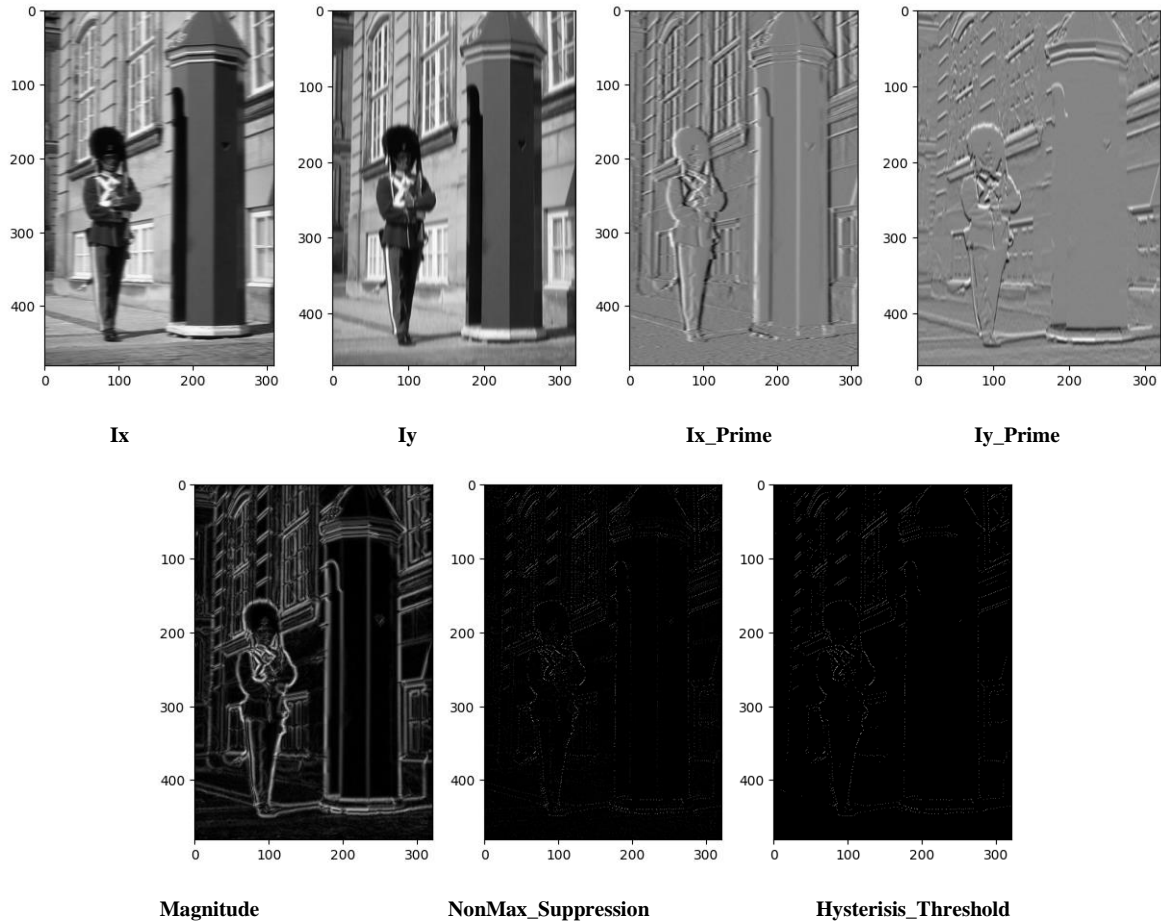 0 0 0 0
100 100 100 100
200 200 200 200
300 300 300 300
400 400 400 400
0 100 200 300 0 100 200 300 0 100 200 300 0 100 200 300
Ix Iy Ix_Prime Iy_Prime
0 0 0
100 100 100
200 200 200
300 300 300
400 400 400
0 100 200 300 0 100 200 300 0 100 200 300
Magnitude NonMax_Suppression Hysterisis_Threshold